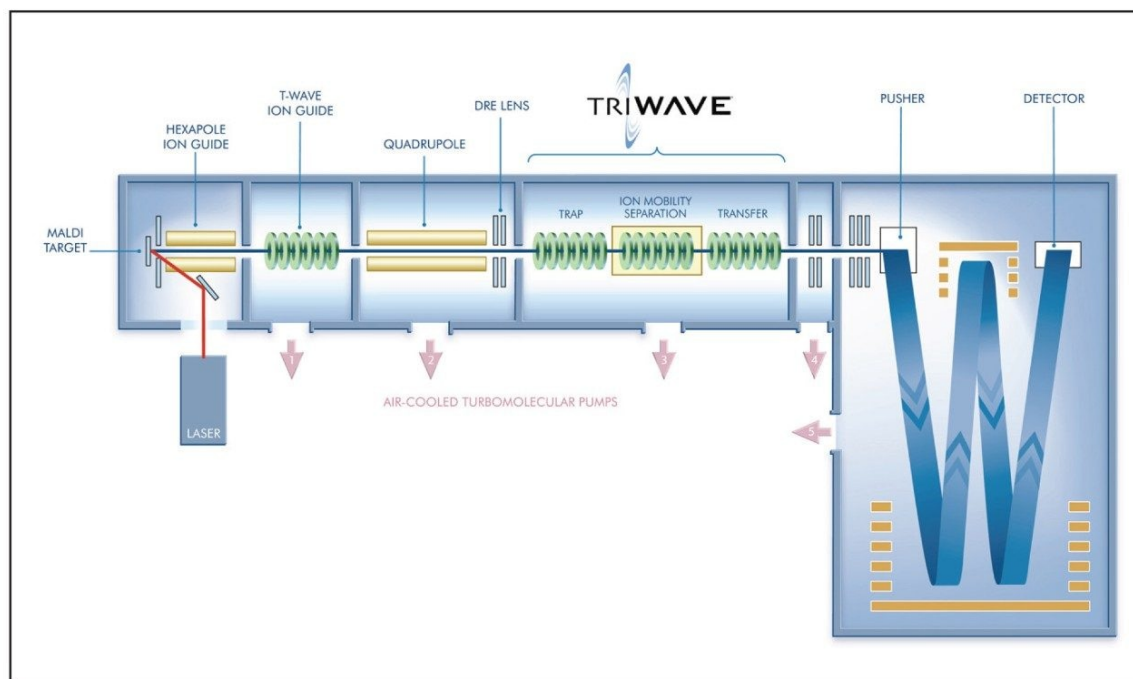 TRIWAVE
T-WAVE
ION GUIDE
DRE LENS
PUSHER
DETECTOR
HEXAPOLE
ION GUIDE
QUADRUPOLE
MALDI
TARGET
TRAP
ION MOBILITY
SEPARATION
TRANSFER
1
2
3
4
AIR-COOLED TURBOMOLECULAR PUMPS
5
LASER